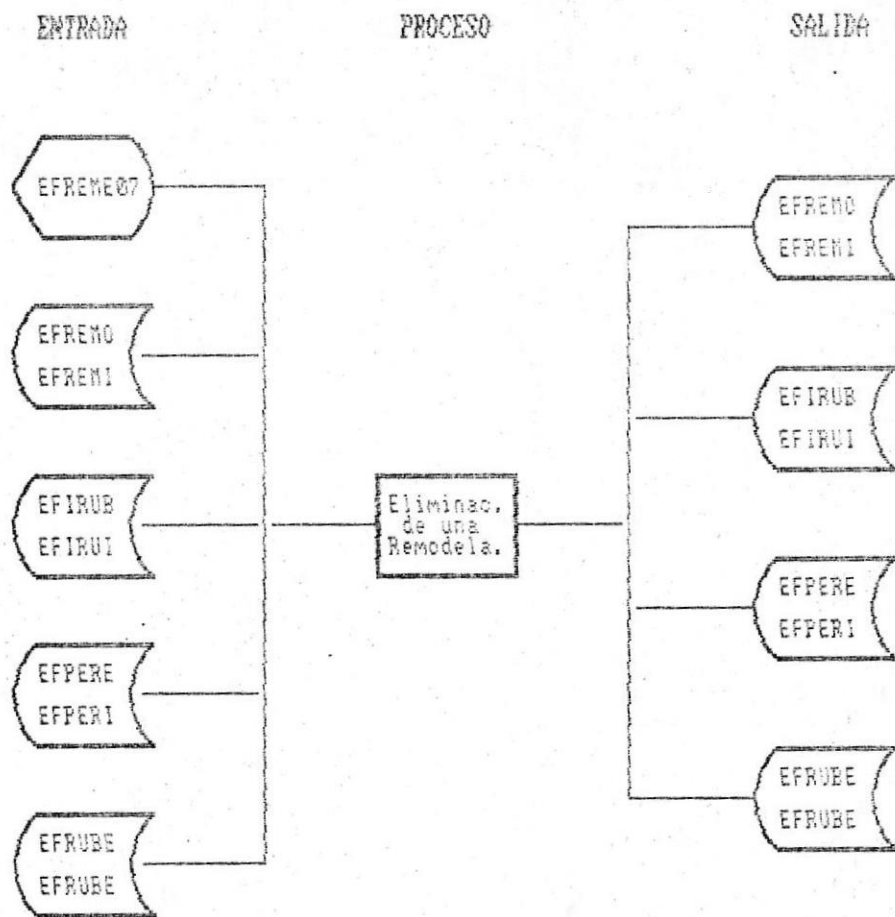 ENTRADA
PROCESO
SALIDA
EFREME07
EFREMO
EFREMI
EFIRUB
EFIRUI
EFPERE
EFPERI
EFRUBE
EFRUBE
Eliminac.
de una
Remodela.
EFREMO
EFREMI
EFIRUB
EFIRUI
EFPERE
EFPERI
EFRUBE
EFRUBE